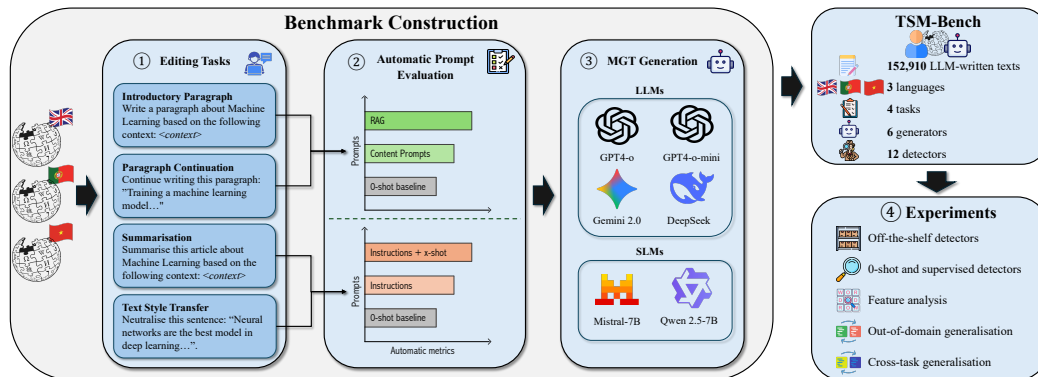 Benchmark Construction
① Editing Tasks
Introductory Paragraph
Write a paragraph about Machine
Learning based on the following
context: <context>
Paragraph Continuation
Continue writing this paragraph:
"Training a machine learning
model…"
Summarisation
Summarise this article about
Machine Learning based on the
following context: <context>
Text Style Transfer
Neutralise this sentence: “Neural
networks are the best model in
deep learning…”.
② Automatic Prompt
Evaluation
Prompts
RAG
Content Prompts
0-shot baseline
Prompts
Instructions + x-shot
Instructions
0-shot baseline
Automatic metrics
③ MGT Generation
LLMs
GPT4-o
GPT4-o-mini
Gemini 2.0
DeepSeek
SLMs
Mistral-7B
Qwen 2.5-7B
TSM-Bench
152,910 LLM-written texts
3 languages
4 tasks
6 generators
12 detectors
④ Experiments
Off-the-shelf detectors
0-shot and supervised detectors
Feature analysis
Out-of-domain generalisation
Cross-task generalisation